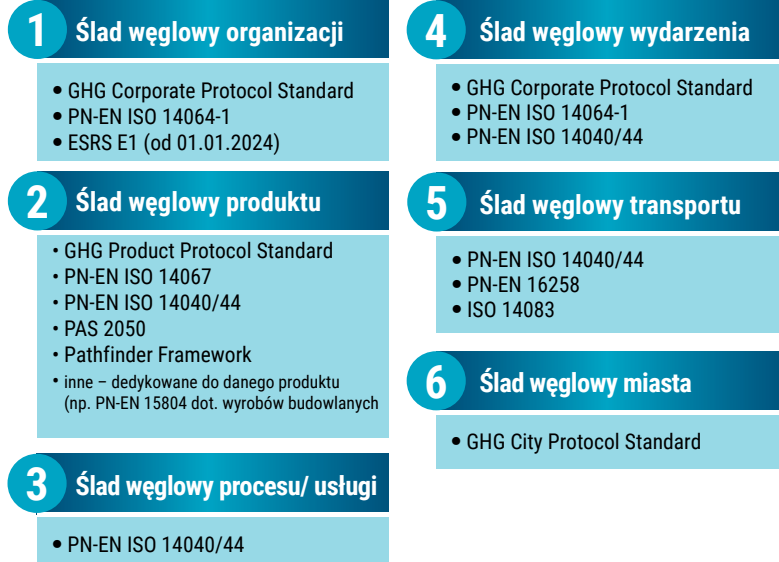 1 Ślad węglowy organizacji
• GHG Corporate Protocol Standard
• PN-EN ISO 14064-1
• ESRS E1 (od 01.01.2024)
2 Ślad węglowy produktu
• GHG Product Protocol Standard
• PN-EN ISO 14067
• PN-EN ISO 14040/44
• PAS 2050
• Pathfinder Framework
• inne – dedykowane do danego produktu
(np. PN-EN 15804 dot. wyrobów budowlanych
3 Ślad węglowy procesu/ usługi
• PN-EN ISO 14040/44
4 Ślad węglowy wydarzenia
• GHG Corporate Protocol Standard
• PN-EN ISO 14064-1
• PN-EN ISO 14040/44
5 Ślad węglowy transportu
• PN-EN ISO 14040/44
• PN-EN 16258
• ISO 14083
6 Ślad węglowy miasta
• GHG City Protocol Standard